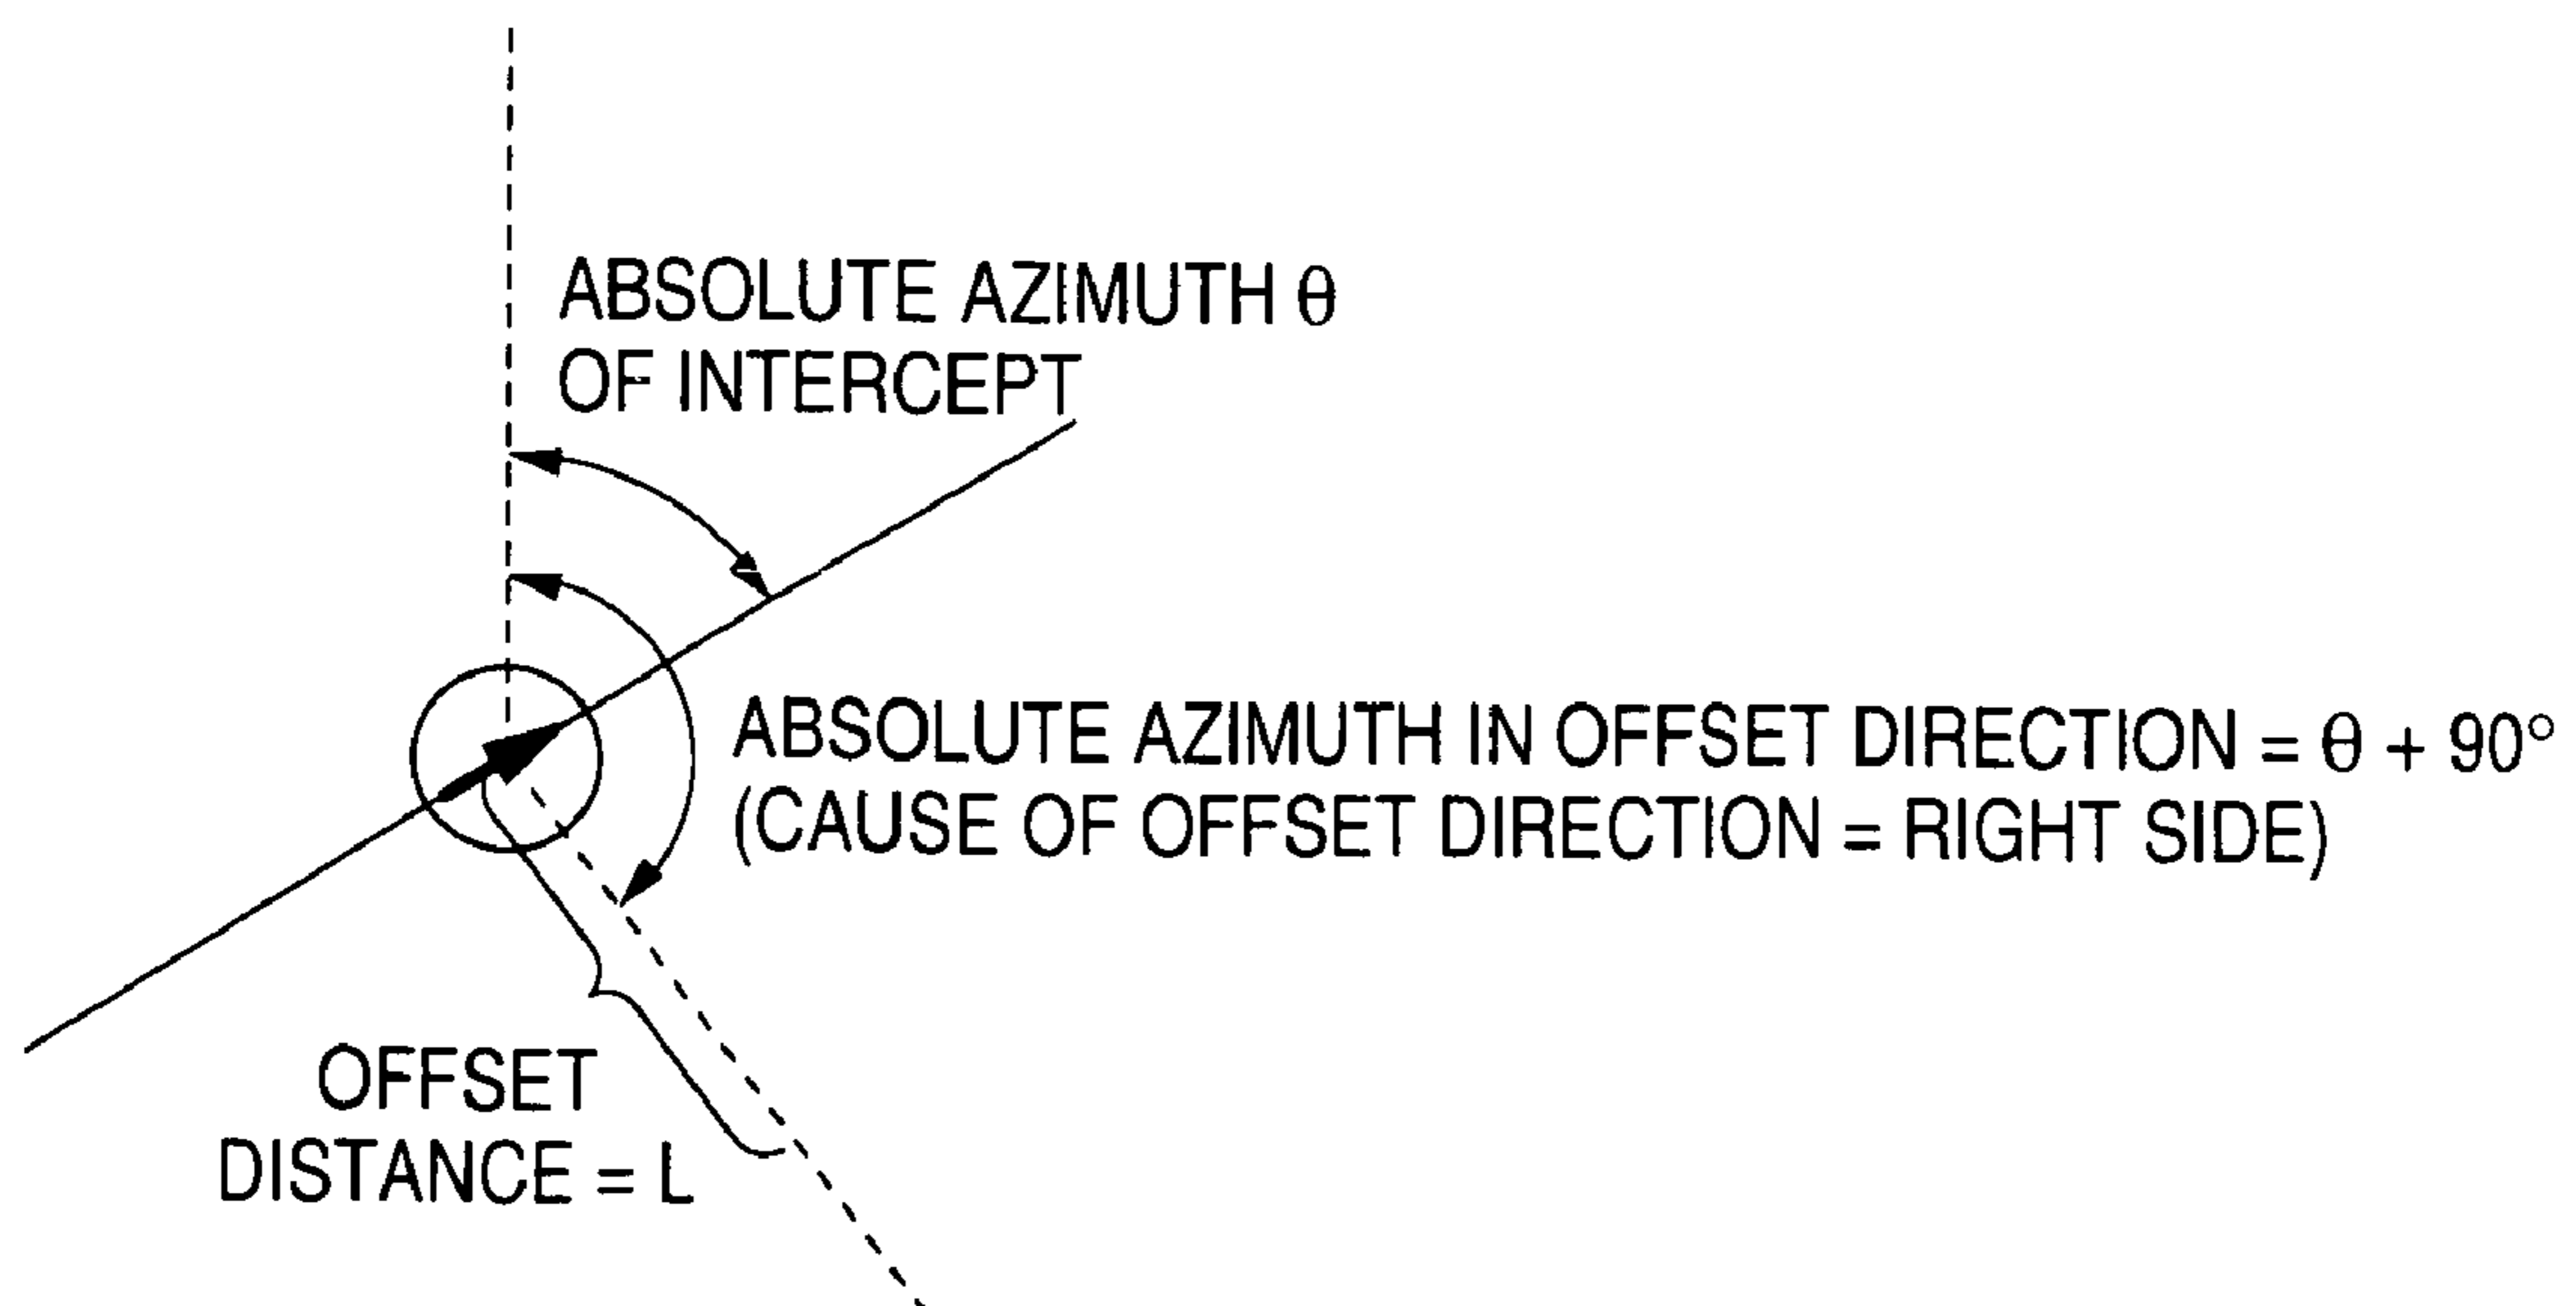 ABSOLUTE AZIMUTH θ
OF INTERCEPT
ABSOLUTE AZIMUTH IN OFFSET DIRECTION = θ + 90°
(CAUSE OF OFFSET DIRECTION = RIGHT SIDE)
OFFSET
DISTANCE = L